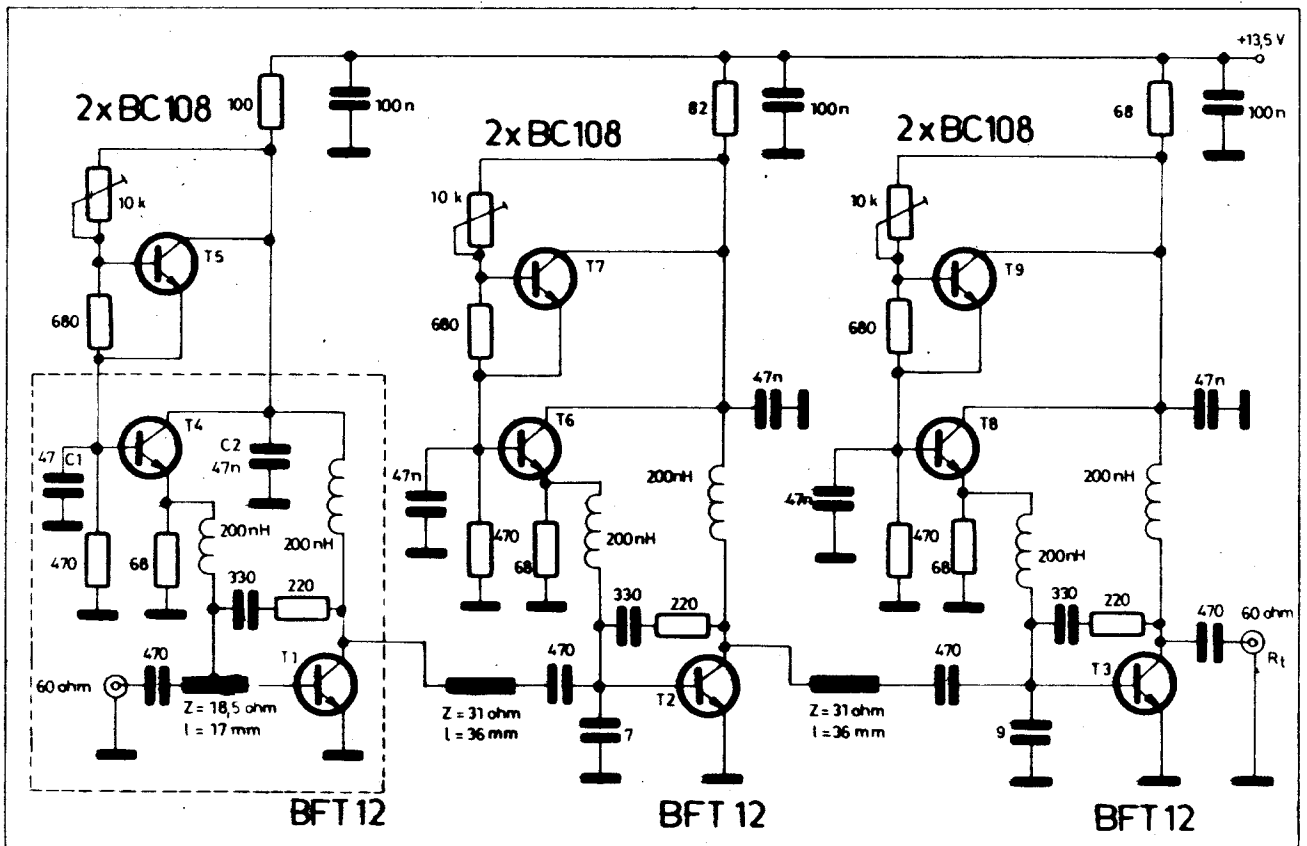 +13,5 V
2x BC108
100
100n
82
100n
2x BC108
68
100n
2x BC108
10 k
T5
10 k
T7
10 k
T9
680
680
680
47n
47n
T4
T6
T8
47 C1
C2
47n
47n
47n
200nH
200nH
470
68
200nH
200nH
470
68
200nH
200nH
470
68
330
220
330
220
330
220
470
60 ohm
R t
60 ohm
470
T1
470
T2
470
T3
Z = 18,5 ohm
l = 17 mm
Z = 31 ohm
l = 36 mm
7
Z = 31 ohm
l = 36 mm
9
BFT 12
BFT 12
BFT 12